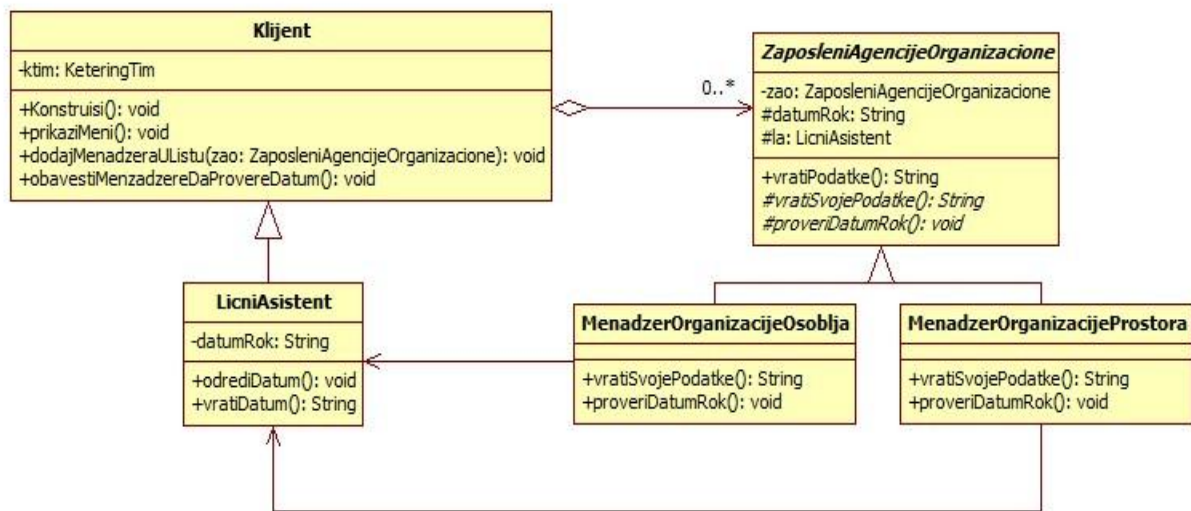 Klijent
-ktim: KeteringTim
+Konstruisi(): void
+prikaziMeni(): void
+dodajMenadzeraUListu(zao: ZaposleniAgencijeOrganizacione): void
+obavestiMenzadzereDaProvereDatum(): void
0..*
ZaposleniAgencijeOrganizacione
-zao: ZaposleniAgencijeOrganizacione
#datumRok: String
#la: LicniAsistent
+vratiPodatke(): String
#vratiSvojePodatke(): String
#proveriDatumRok(): void
LicniAsistent
-datumRok: String
+odrediDatum(): void
+vratiDatum(): String
MenadzerOrganizacijeOsoblja
+vratiSvojePodatke(): String
+proveriDatumRok(): void
MenadzerOrganizacijeProstora
+vratiSvojePodatke(): String
+proveriDatumRok(): void